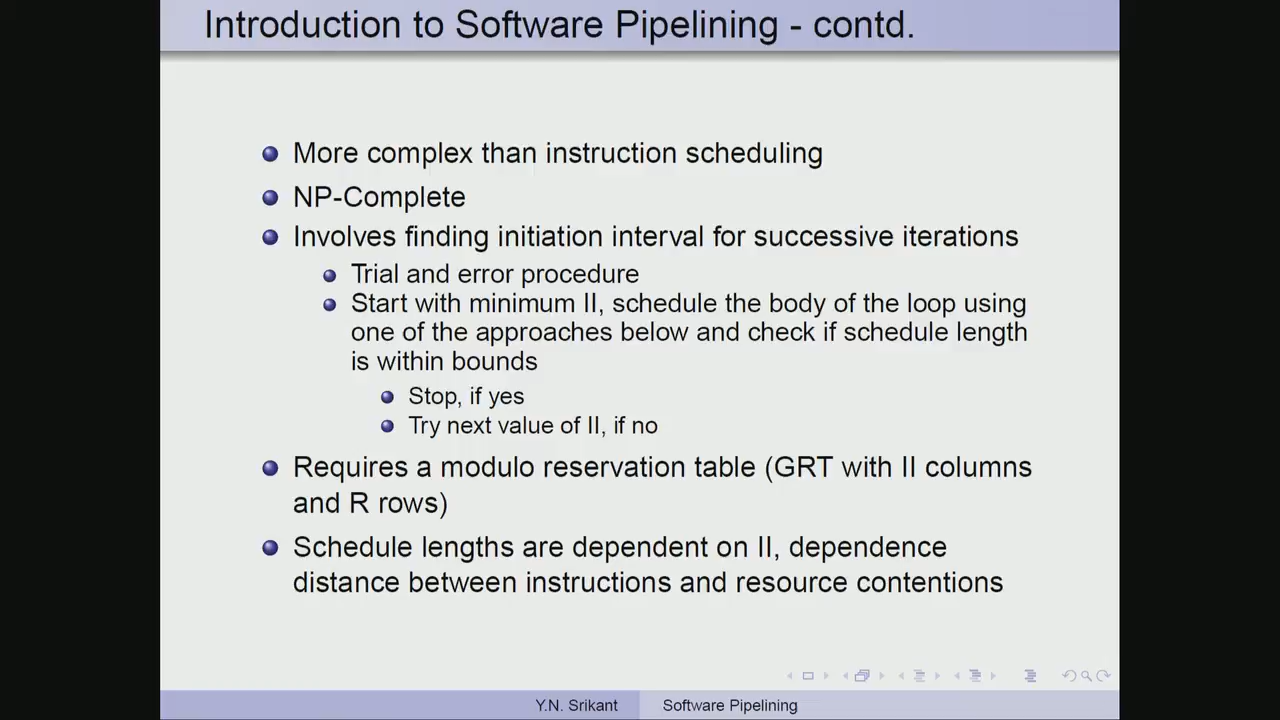 Introduction to Software Pipelining - contd.
More complex than instruction scheduling
NP-Complete
Involves finding initiation interval for successive iterations
Trial and error procedure
Start with minimum II, schedule the body of the loop using
one of the approaches below and check if schedule length
is within bounds
Stop, if yes
Try next value of II, if no
Requires a modulo reservation table (GRT with II columns
and R rows)
Schedule lengths are dependent on II, dependence
distance between instructions and resource contentions
Y.N. Srikant
Software Pipelining